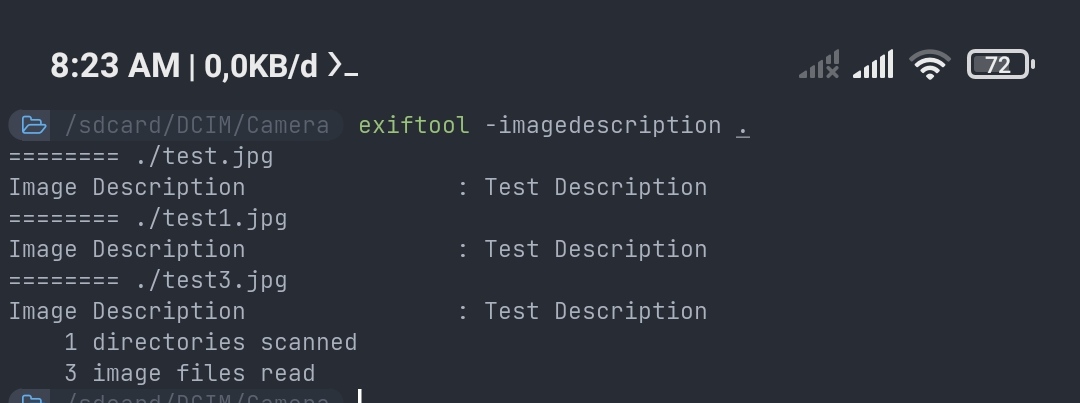 8:23 AM | 0,0KB/d >_ 72
/sdcard/DCIM/Camera exiftool -imagedescription .
======== ./test.jpg
Image Description : Test Description
======== ./test1.jpg
Image Description : Test Description
======== ./test3.jpg
Image Description : Test Description
1 directories scanned
3 image files read
/sdcard/DCIM/Camera